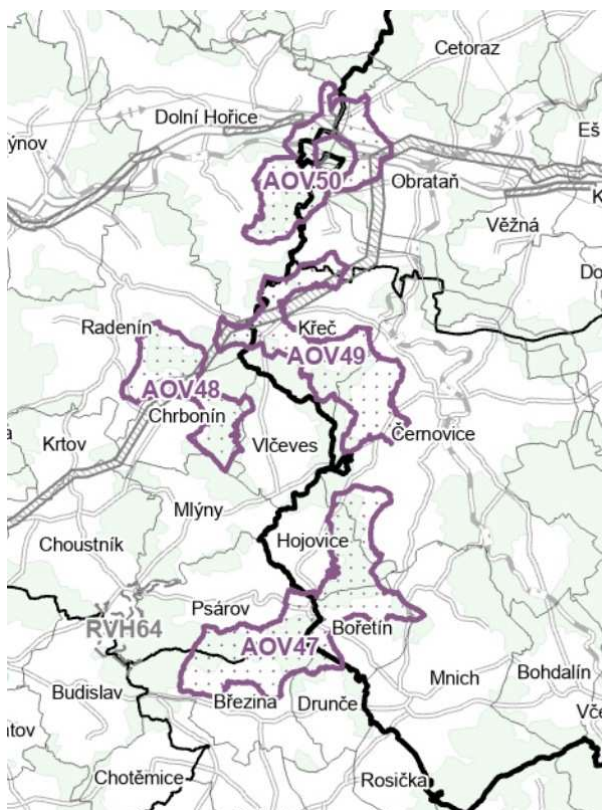 Cetoraz
Dolní Hořice
ýnov
Eš
AOV50
Obrataň
K
Věžná
Do
Radenín
Křeč
AOV49
AOV48
Chrbonín
Krtov
Vlčeves
Černovice
Mlýny
Choustník
Hojovice
Psárov
RVH64
Bořetín
AOV47
Mnich
Bohdalín
Budislav
Březina
Drunče
Vče
tov
Chotěmice
Rosička